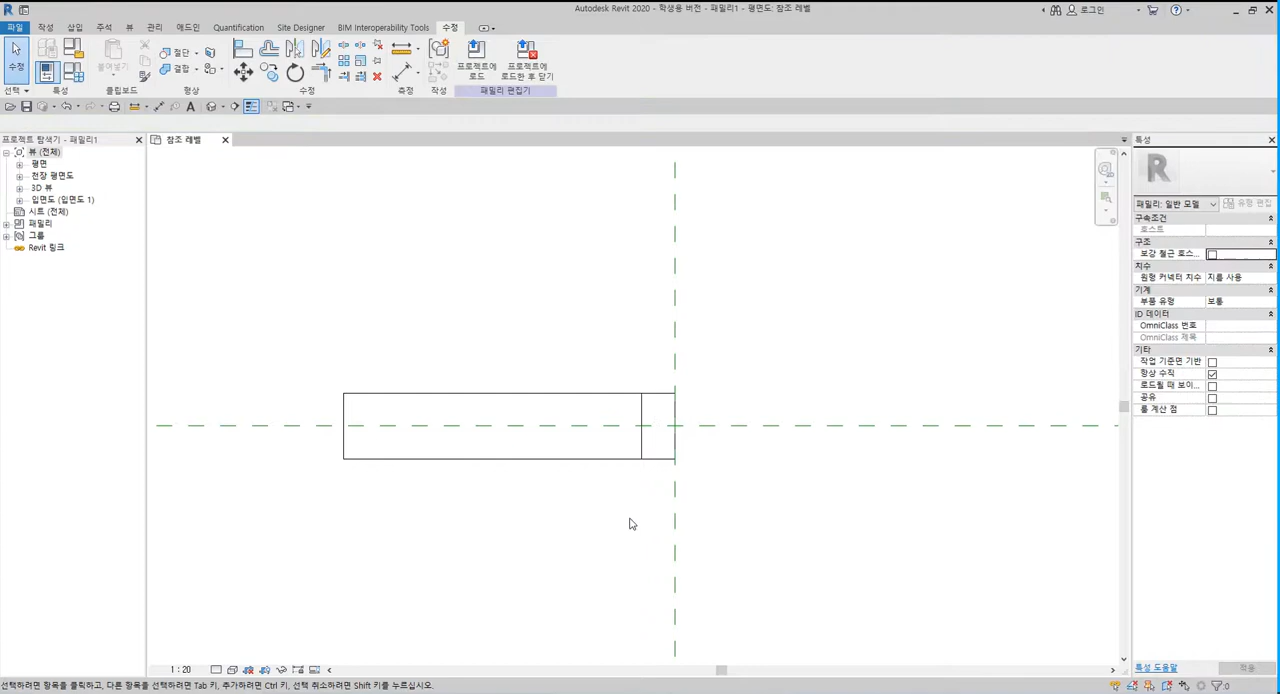 Autodesk Revit 2020 - 학생용 버전 - 패밀리1 - 평면도: 참조 레벨
로그인
파일 작성 삽입 주석 뷰 관리 애드인 Quantification Site Designer BIM Interoperability Tools 수정
수정
절단
결합
붙여넣기
프로젝트에 로드
프로젝트에 로드한 후 닫기
선택 특성 클립보드 형상 수정 측정 작성 패밀리 편집기
프로젝트 탐색기 - 패밀리1
뷰 (전체)
평면
천장 평면도
3D 뷰
입면도 (입면도 1)
시트 (전체)
패밀리
그룹
Revit 링크
참조 레벨
특성
패밀리: 일반 모델 유형 편집
구속조건
호스트
구조
보강 철근 호스...
치수
원형 커넥터 치수 지름 사용
기계
부품 유형 보통
ID 데이터
OmniClass 번호
OmniClass 제목
기타
작업 기준면 기반
항상 수직
로드될 때 보이...
공유
룸 계산 점
특성 도움말 적용
1 : 20
선택하려면 항목을 클릭하고, 다른 항목을 선택하려면 Tab 키, 추가하려면 Ctrl 키, 선택 취소하려면 Shift 키를 누르십시오.
:0